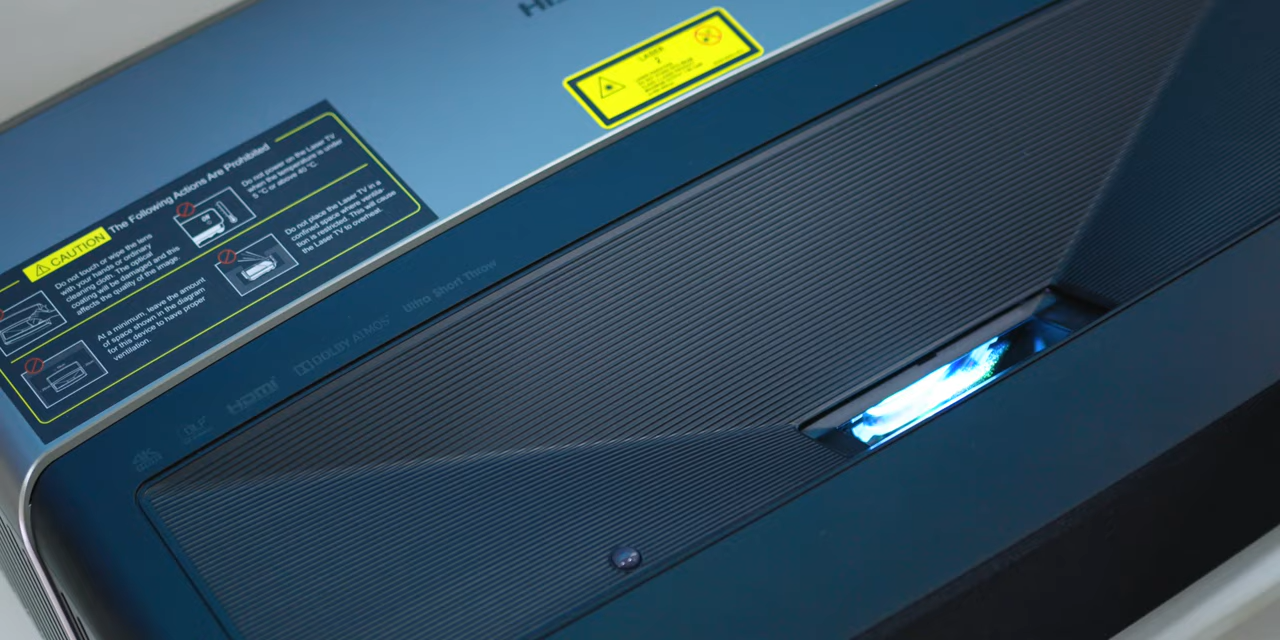 HI
LASER
2
CAUTION The Following Actions Are Prohibited
Do not touch or wipe the lens
with your hands or ordinary
cleaning cloth. The optical
coating will be damaged and this
affects the quality of the image.
Do not power on the Laser TV
when the temperature is under
5 °C or above 40 °C.
At a minimum, leave the amount
of space shown in the diagram
for this device to have proper
ventilation.
Do not place the Laser TV in a
confined space where ventila-
tion is restricted. This will cause
the Laser TV to overheat.
4K
DLP
HDMI
DOLBY ATMOS
Ultra Short Throw